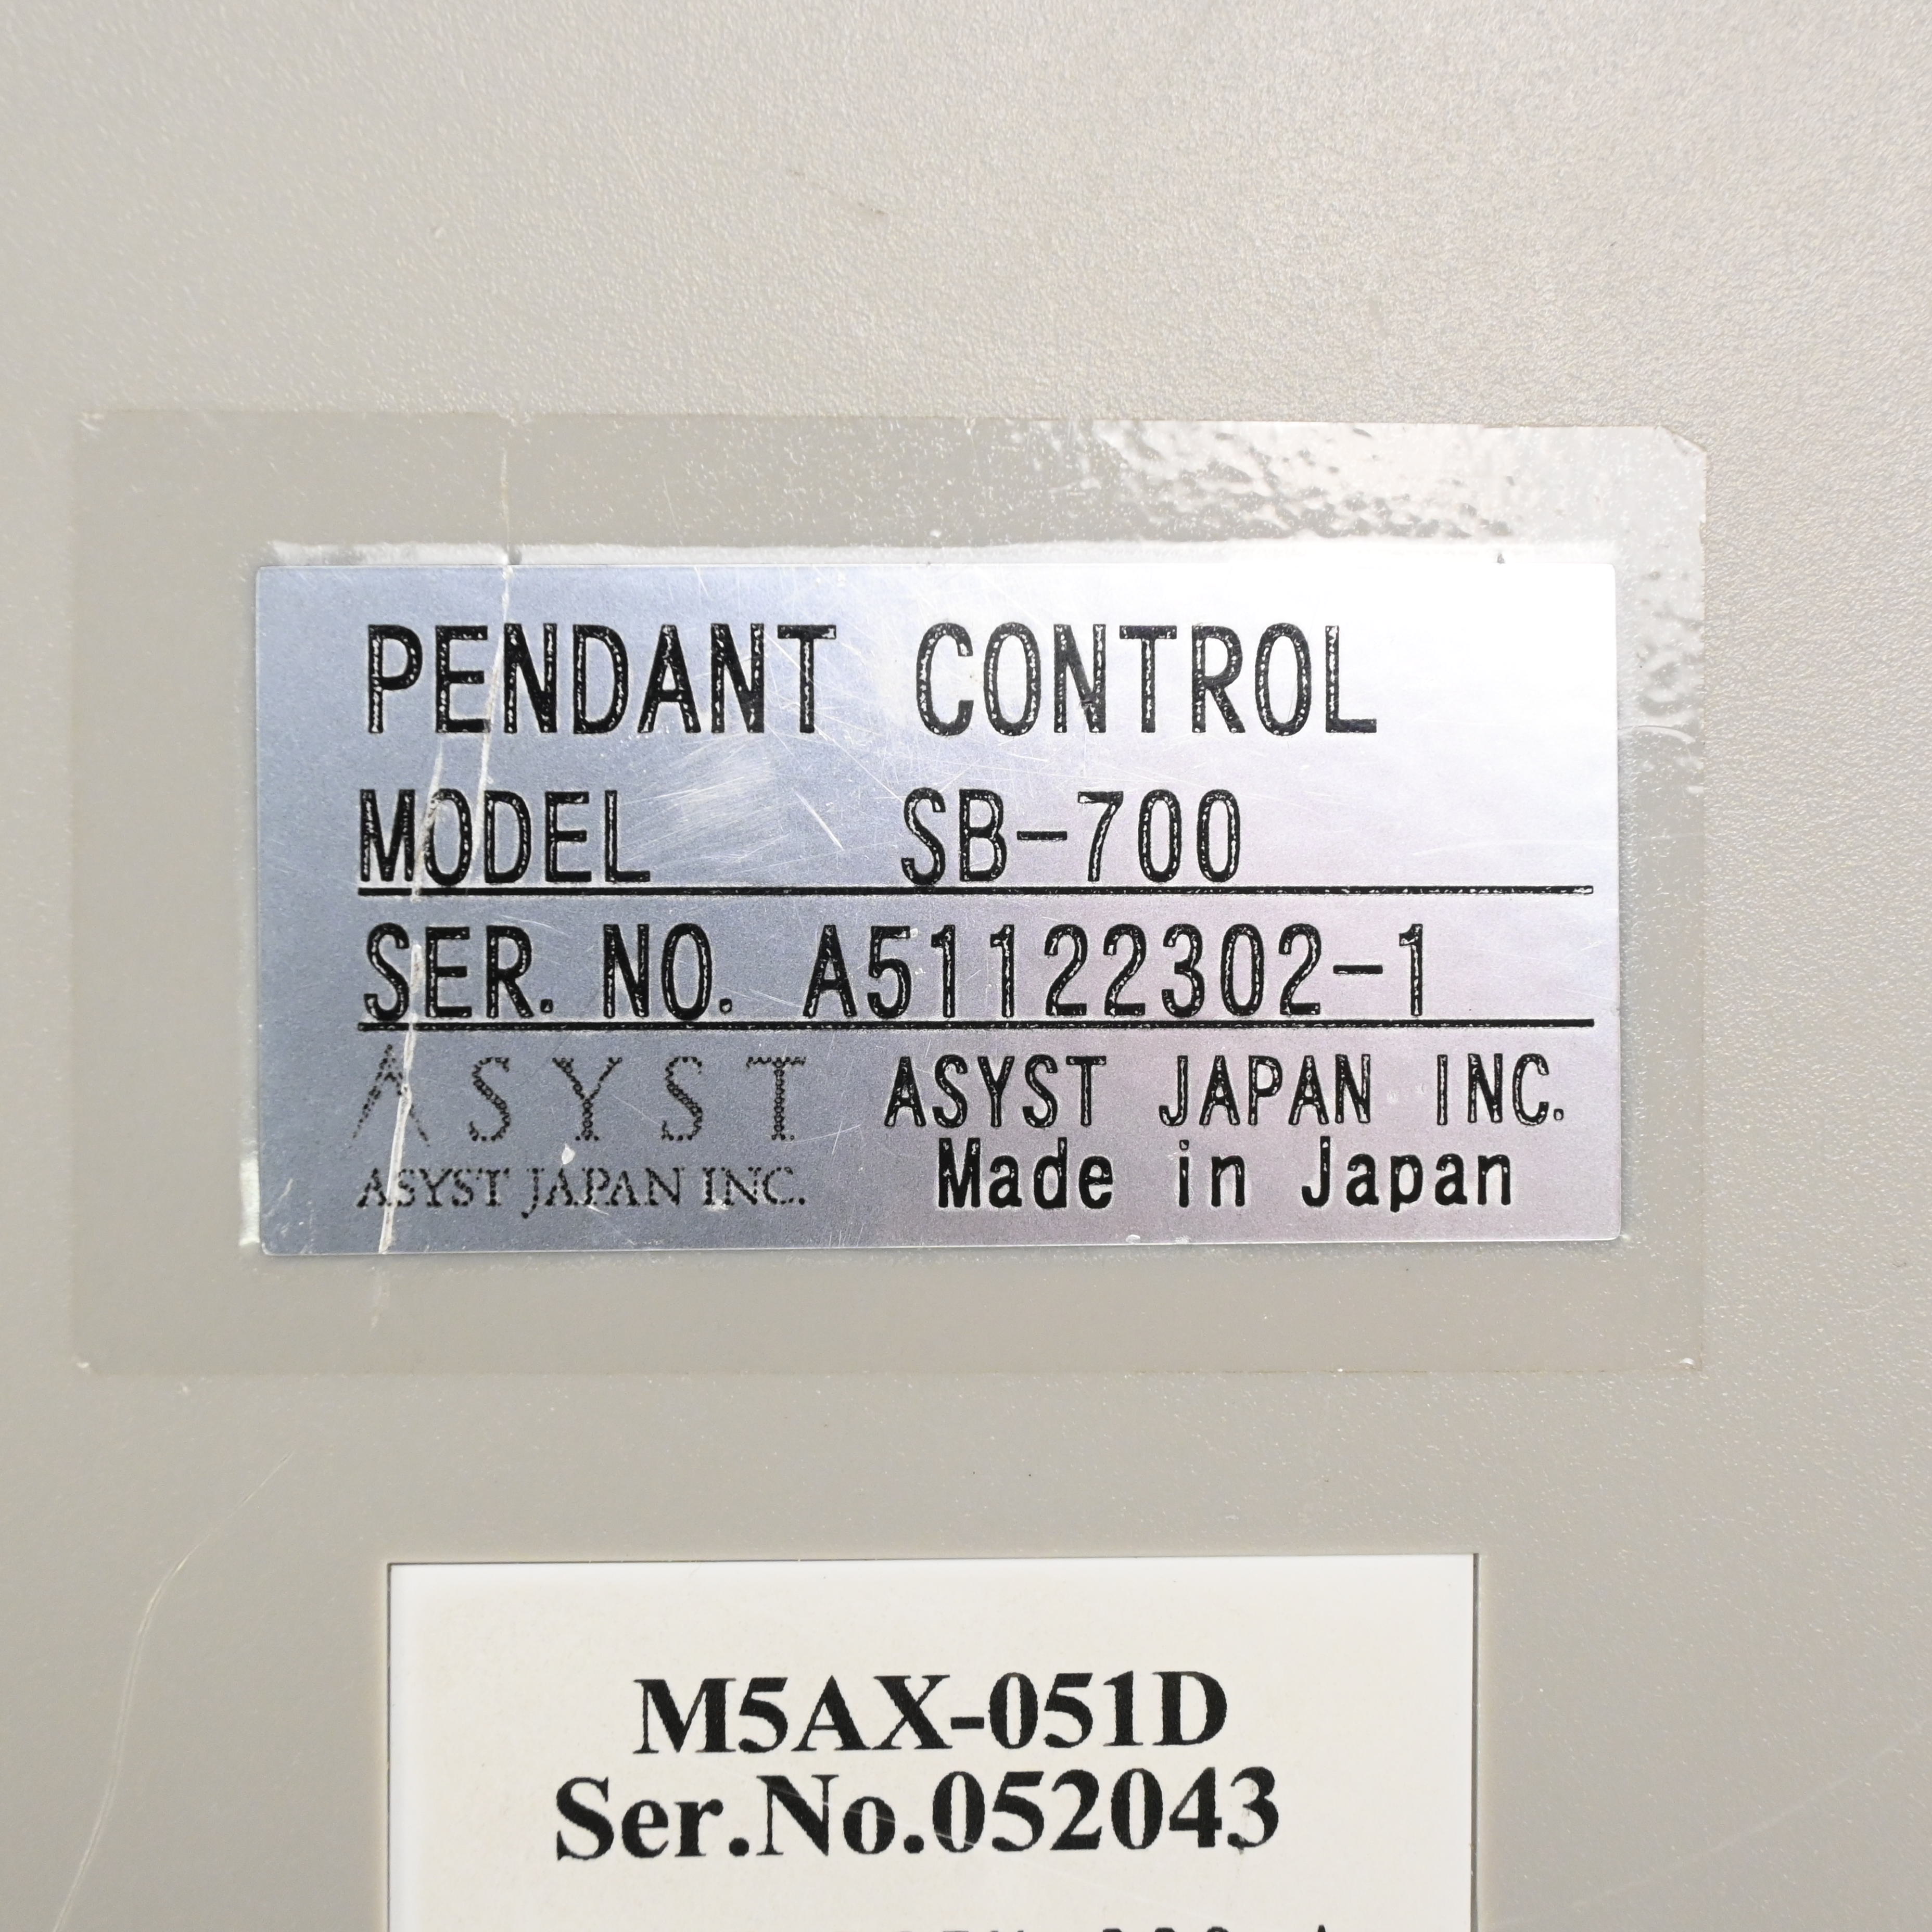 PENDANT CONTROL
MODEL SB-700
SER. NO. A51122302-1
ASYST ASYST JAPAN INC.
ASYST JAPAN INC. Made in Japan
M5AX-051D
Ser.No.052043